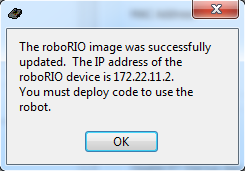 The roboRIO image was successfully
updated.  The IP address of the
roboRIO device is 172.22.11.2.
You must deploy code to use the
robot.
OK